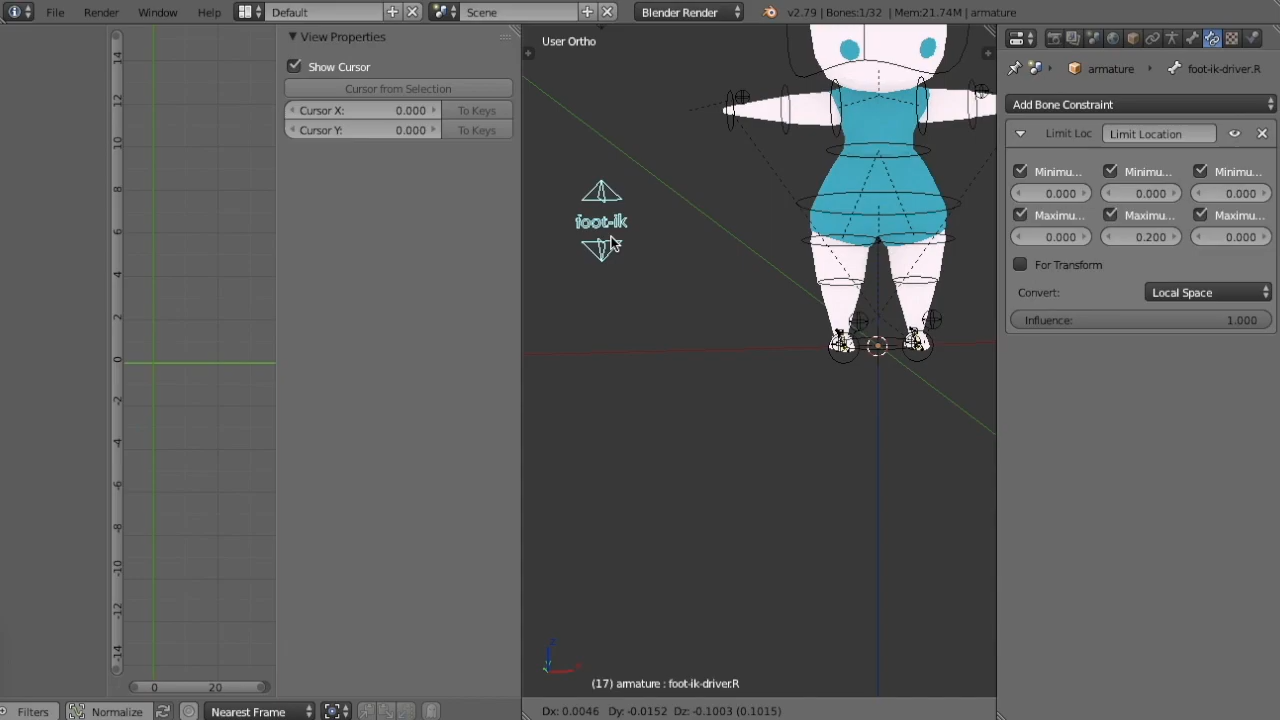 File Render Window Help Default Scene Blender Render v2.79 | Bones:1/32 | Mem:21.74M | armature
View Properties
Show Cursor
Cursor from Selection
Cursor X: 0.000 To Keys
Cursor Y: 0.000 To Keys
14
12
10
8
6
4
2
0
-2
-4
-6
-8
-10
-12
-14
0 20
Filters Normalize Nearest Frame
User Ortho
foot-ik
z
x
(17) armature : foot-ik-driver.R
Dx: 0.0046 Dy: -0.0152 Dz: -0.1003 (0.1015)
armature foot-ik-driver.R
Add Bone Constraint
Limit Loc Limit Location
Minimu... Minimu... Minimu...
0.000 0.000 0.000
Maximu... Maximu... Maximu...
0.000 0.200 0.000
For Transform
Convert: Local Space
Influence: 1.000